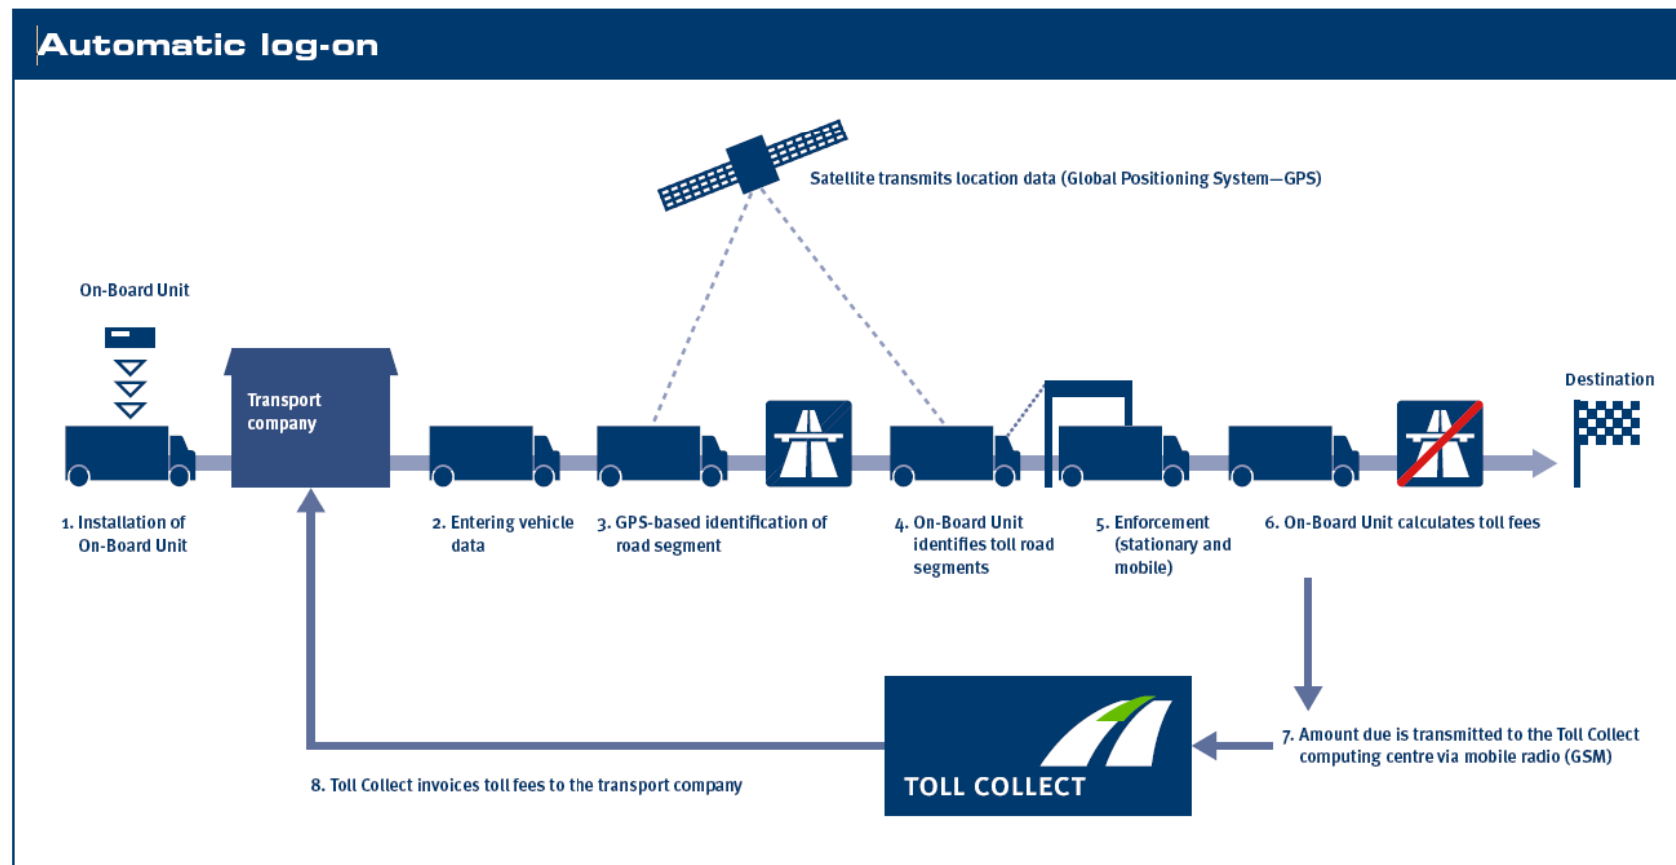 Automatic log-on
Satellite transmits location data (Global Positioning System—GPS)
On-Board Unit
Transport
company
Destination
1. Installation of
On-Board Unit
2. Entering vehicle
data
3. GPS-based identification of
road segment
4. On-Board Unit
identifies toll road
segments
5. Enforcement
(stationary and
mobile)
6. On-Board Unit calculates toll fees
7. Amount due is transmitted to the Toll Collect
computing centre via mobile radio (GSM)
TOLL COLLECT
8. Toll Collect invoices toll fees to the transport company